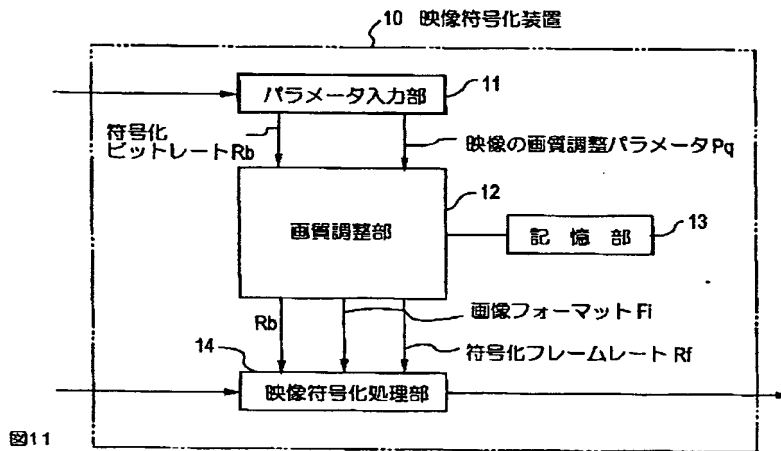 10 映像符号化装置
パラメータ入力部
11
符号化
ビットレートRb
映像の画質調整パラメータPq
12
画質調整部
記 憶 部
13
Rb
画像フォーマットFi
14
符号化フレームレートRf
映像符号化処理部
図11